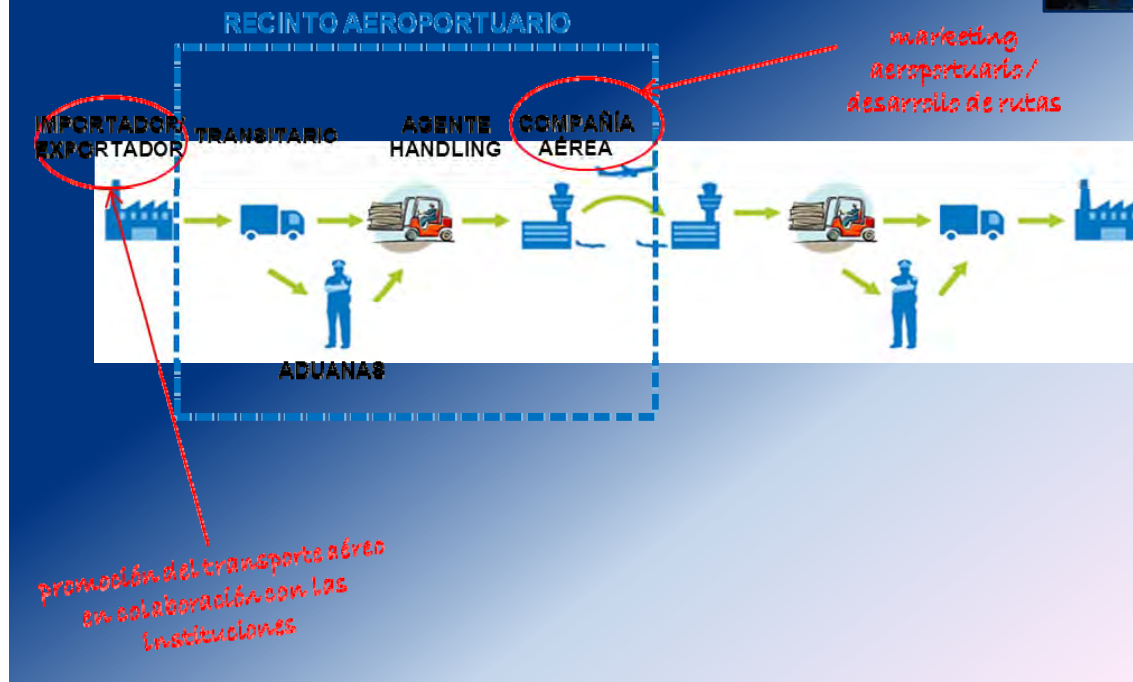 RECINTO AEROPORTUARIO
marketing
aeroportuario/
desarrollo de rutas
IMPORTADOR/
EXPORTADOR
TRANSITARIO
AGENTE
HANDLING
COMPAÑÍA
AÉREA
ADUANAS
promoción del transporte aéreo
en colaboración con las
instituciones